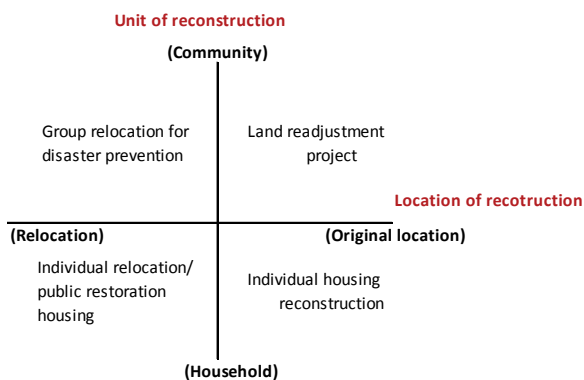 Unit of reconstruction
(Community)
Group relocation for
disaster prevention
Land readjustment
project
Location of recotruction
(Relocation)
(Original location)
Individual relocation/
public restoration
housing
Individual housing
reconstruction
(Household)